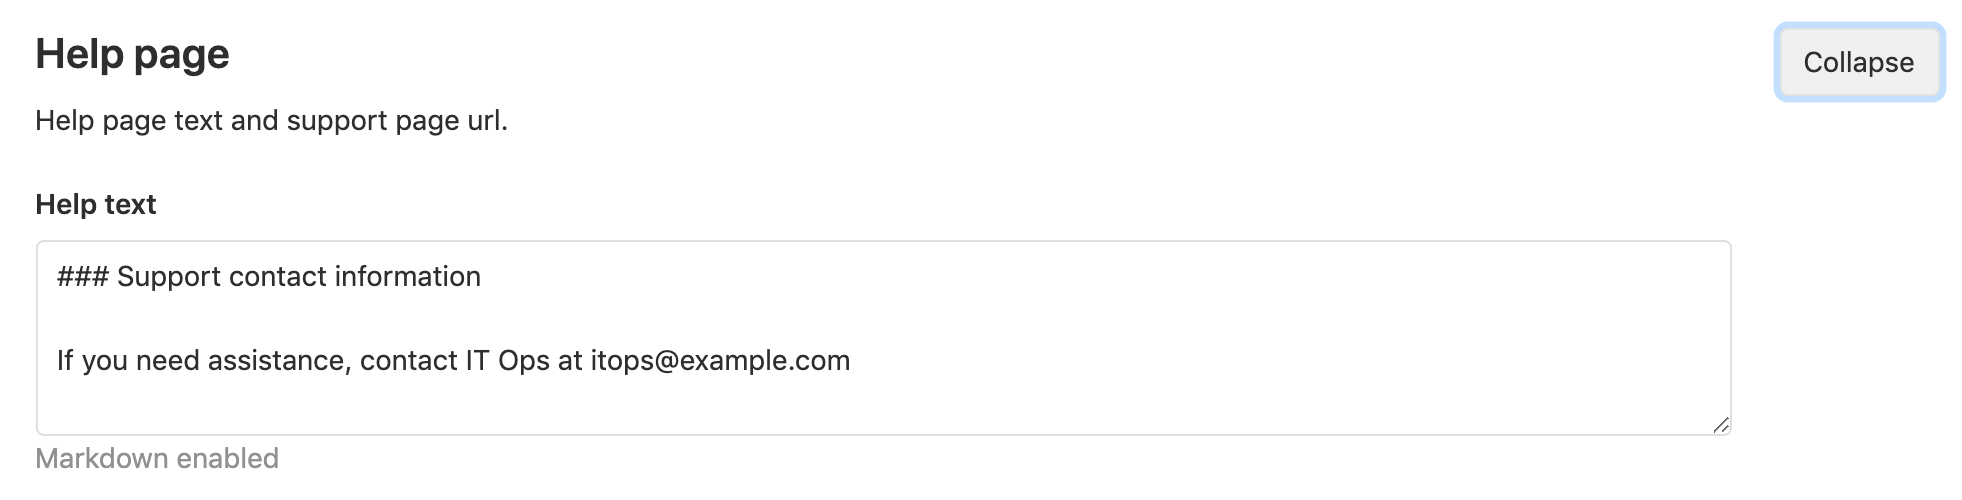 Help page
Collapse
Help page text and support page url.
Help text
### Support contact information
If you need assistance, contact IT Ops at itops@example.com
Markdown enabled